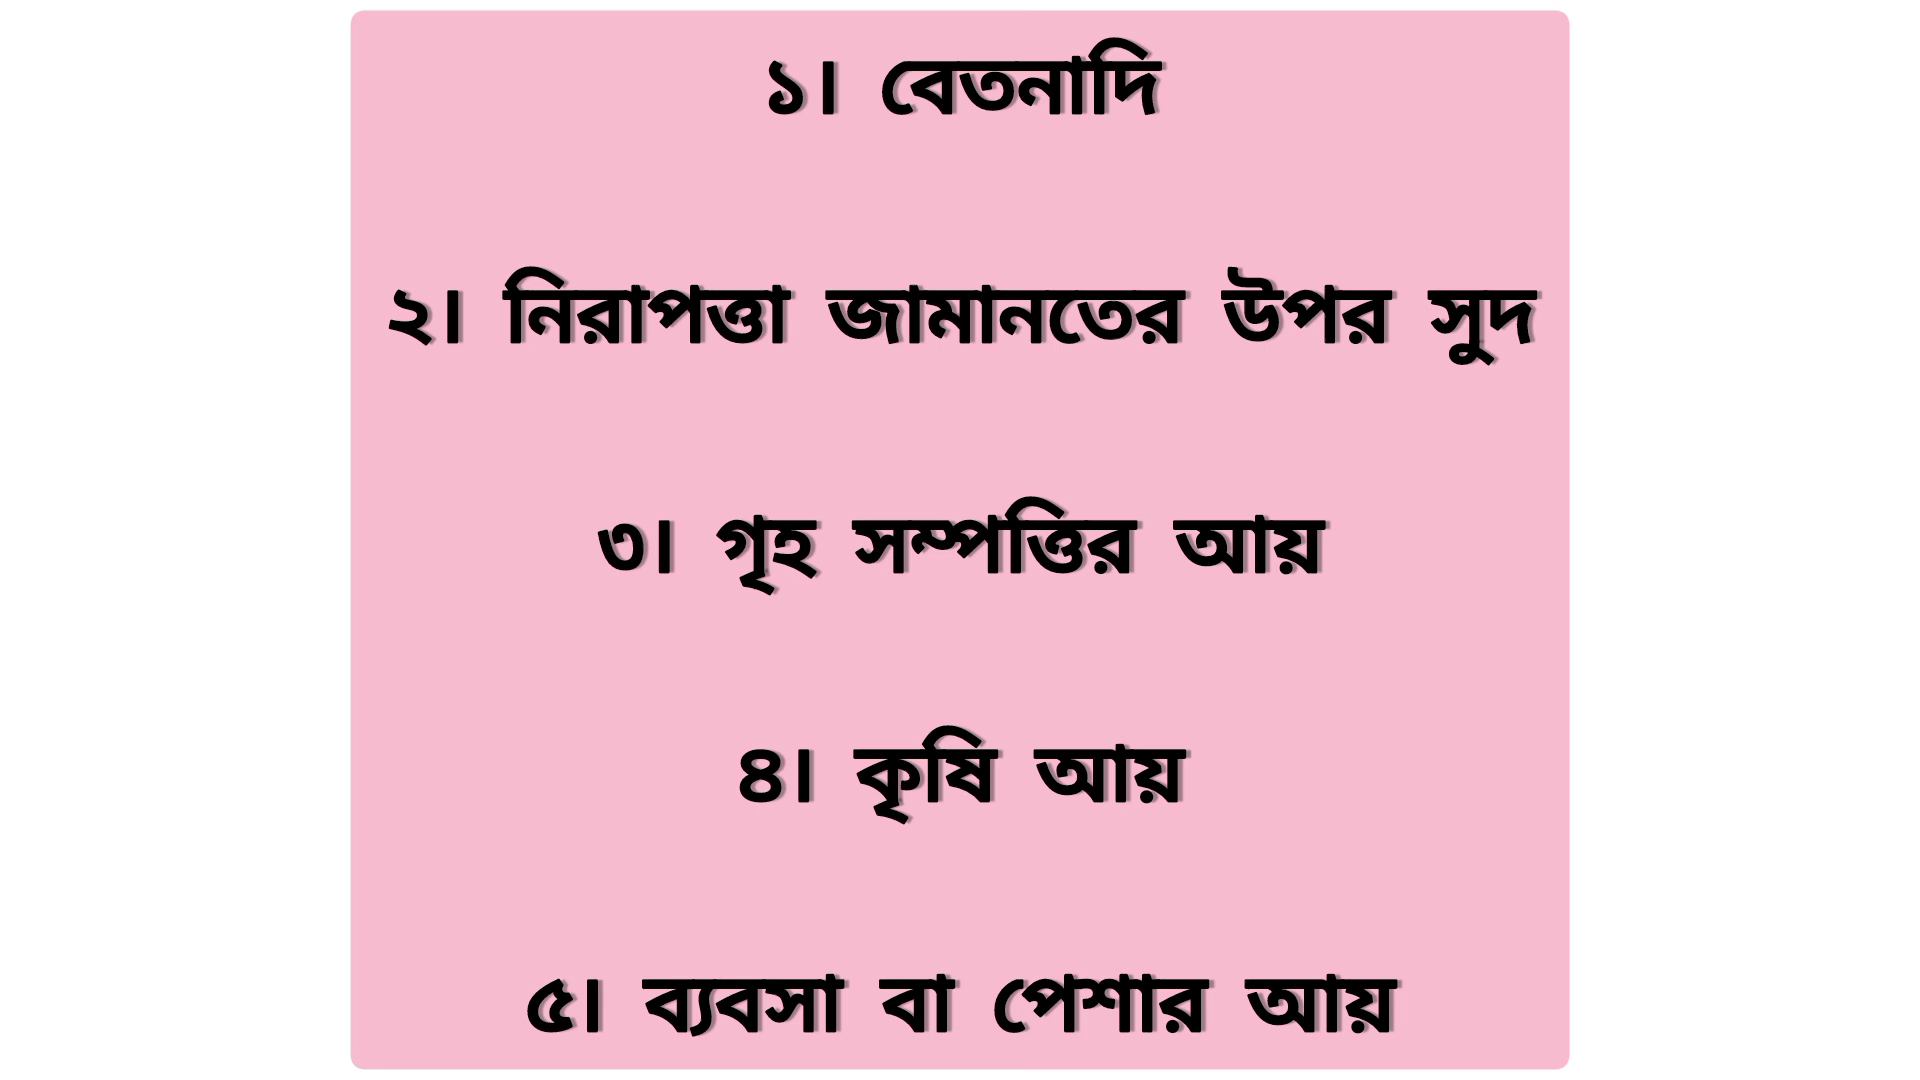 ১। বেতনাদি
২। নিরাপত্তা জামানতের উপর সুদ
৩। গৃহ সম্পত্তির আয়
৪। কৃষি আয়
৫। ব্যবসা বা পেশার আয়